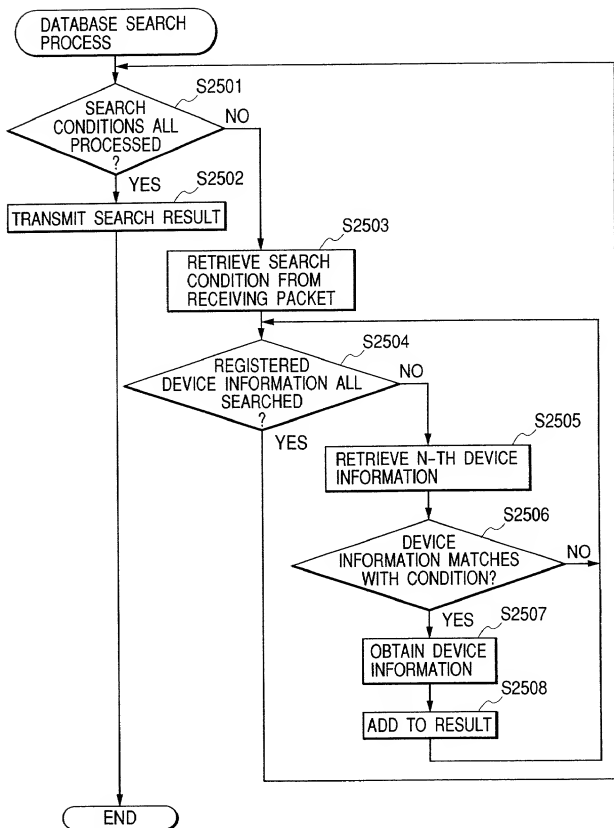 DATABASE SEARCH
PROCESS
S2501
SEARCH
CONDITIONS ALL
PROCESSED
?
NO
YES
S2502
TRANSMIT SEARCH RESULT
S2503
RETRIEVE SEARCH
CONDITION FROM
RECEIVING PACKET
S2504
REGISTERED
DEVICE INFORMATION ALL
SEARCHED
?
NO
YES
S2505
RETRIEVE N-TH DEVICE
INFORMATION
S2506
DEVICE
INFORMATION MATCHES
WITH CONDITION?
NO
YES
S2507
OBTAIN DEVICE
INFORMATION
S2508
ADD TO RESULT
END